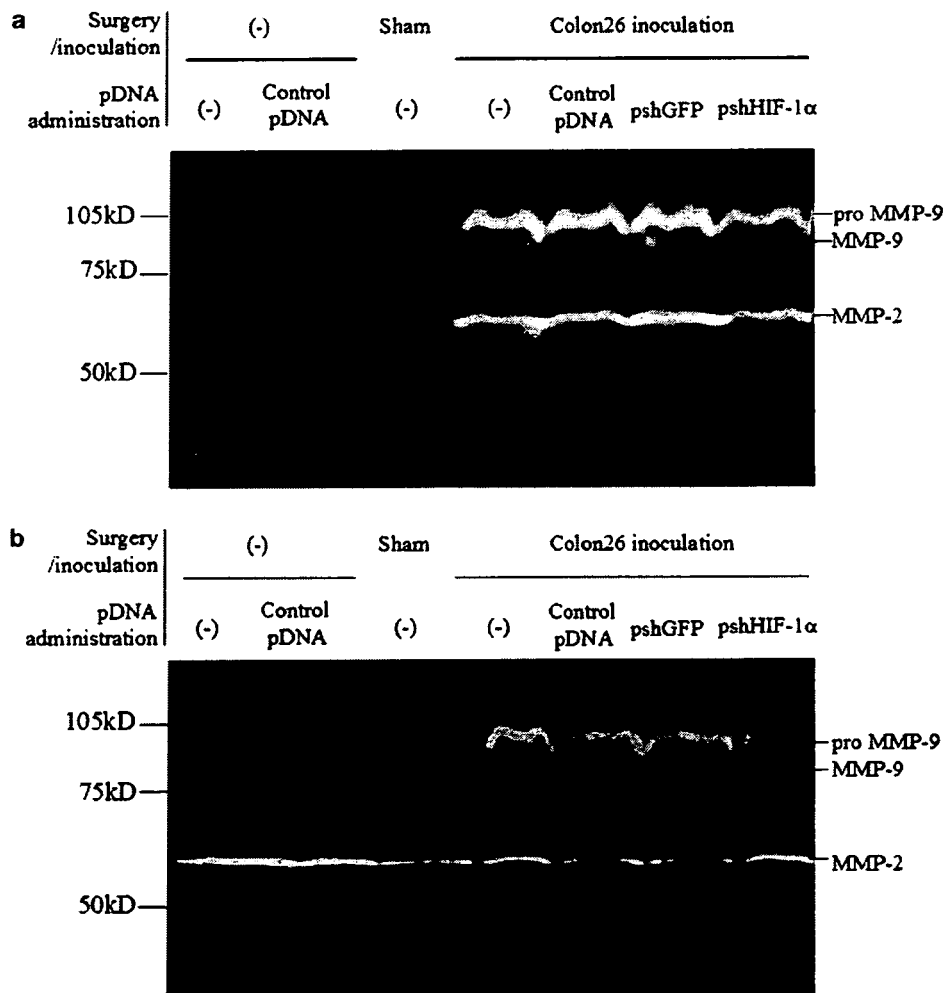 a
Surgery
/inoculation
(-)
Sham
Colon26 inoculation
pDNA
administration
(-)
Control
pDNA
(-)
(-)
Control
pDNA
pshGFP
pshHIF-1α
105kD
75kD
50kD
pro MMP-9
MMP-9
MMP-2
b
Surgery
/inoculation
(-)
Sham
Colon26 inoculation
pDNA
administration
(-)
Control
pDNA
(-)
(-)
Control
pDNA
pshGFP
pshHIF-1α
105kD
75kD
50kD
pro MMP-9
MMP-9
MMP-2